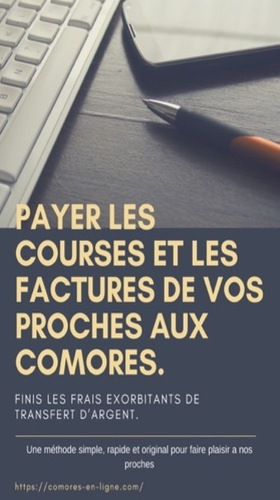 PAYER LES
COURSES ET LES
FACTURES DE VOS
PROCHES AUX
COMORES.
FINIS LES FRAIS EXORBITANTS DE
TRANSFERT D'ARGENT.
Une méthode simple, rapide et original pour faire plaisir a nos
proches
https://comores-en-ligne.com/